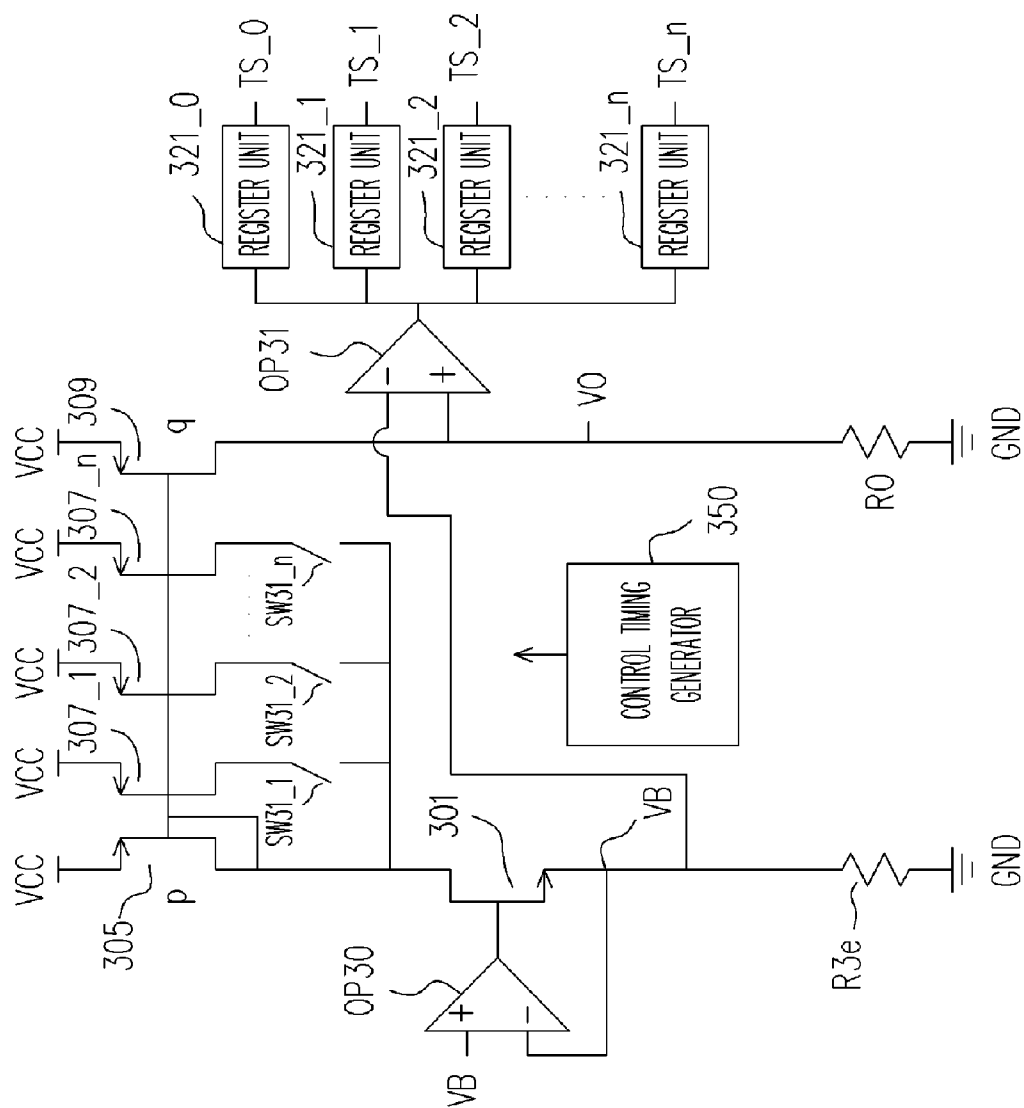 VCC
VCC
VCC
VCC
VCC
307_1
307_2
307_n
309
305
p
q
SW31_1
SW31_2
SW31_n
OP31
321_0
321_1
321_2
321_n
REGISTER UNIT
REGISTER UNIT
REGISTER UNIT
REGISTER UNIT
TS_0
TS_1
TS_2
TS_n
-
+
OP30
+
-
VB
301
VB
CONTROL TIMING
GENERATOR
350
VO
R3e
RO
GND
GND